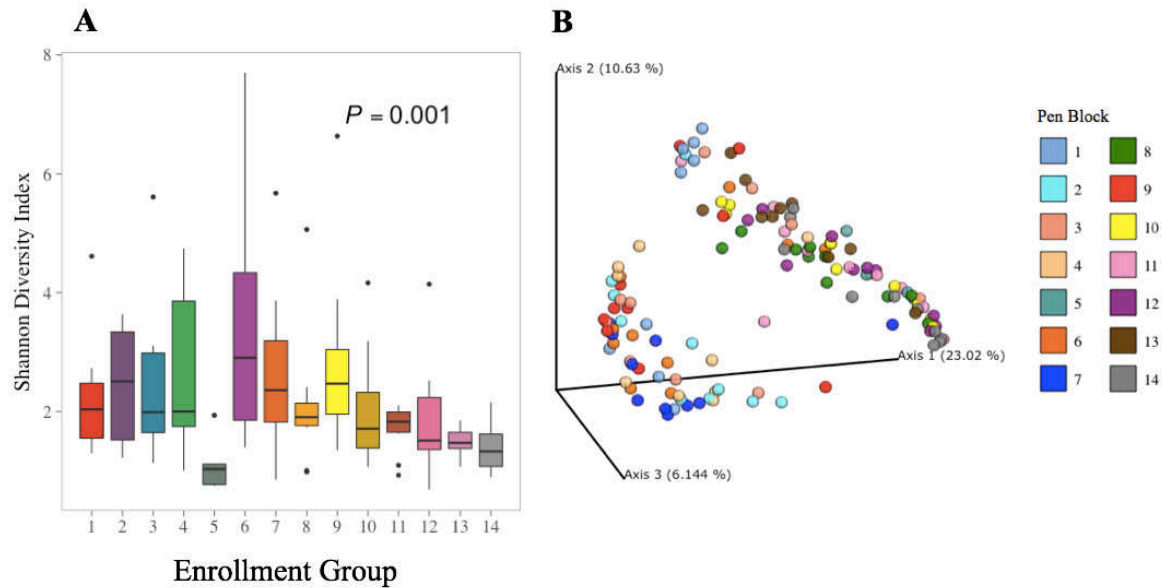 A
B
8
6
4
2
Shannon Diversity Index
P = 0.001
1 2 3 4 5 6 7 8 9 10 11 12 13 14
Enrollment Group
Axis 2 (10.63 %)
Axis 1 (23.02 %)
Axis 3 (6.144 %)
Pen Block
1 8
2 9
3 10
4 11
5 12
6 13
7 14